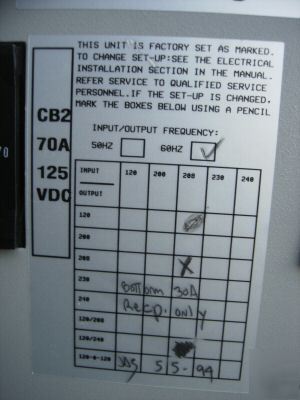 THIS UNIT IS FACTORY SET AS MARKED.
TO CHANGE SET-UP:SEE THE ELECTRICAL
INSTALLATION SECTION IN THE MANUAL.
REFER SERVICE TO QUALIFIED SERVICE
PERSONNEL.IF THE SET-UP IS CHANGED,
MARK THE BOXES BELOW USING A PENCIL
CB2
70A
125
VDC
INPUT/OUTPUT FREQUENCY:
50HZ 60HZ ✓
INPUT 120 200 208 230 240
OUTPUT
120
200
208 X
230
240
Bottom 30A
Recp. only
120/208
120/240
120-0-120
5 5-94